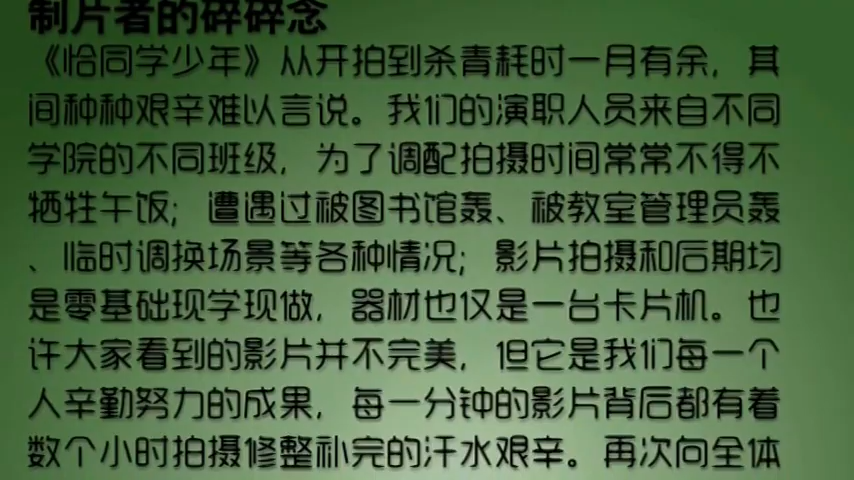 制片者的碎碎念
《恰同学少年》从开拍到杀青耗时一月有余，其
间种种艰辛难以言说。我们的演职人员来自不同
学院的不同班级，为了调配拍摄时间常常不得不
牺牲午饭；遭遇过被图书馆轰、被教室管理员轰
、临时调换场景等各种情况；影片拍摄和后期均
是零基础现学现做，器材也仅是一台卡片机。也
许大家看到的影片并不完美，但它是我们每一个
人辛勤努力的成果，每一分钟的影片背后都有着
数个小时拍摄修整补完的汗水艰辛。再次向全体